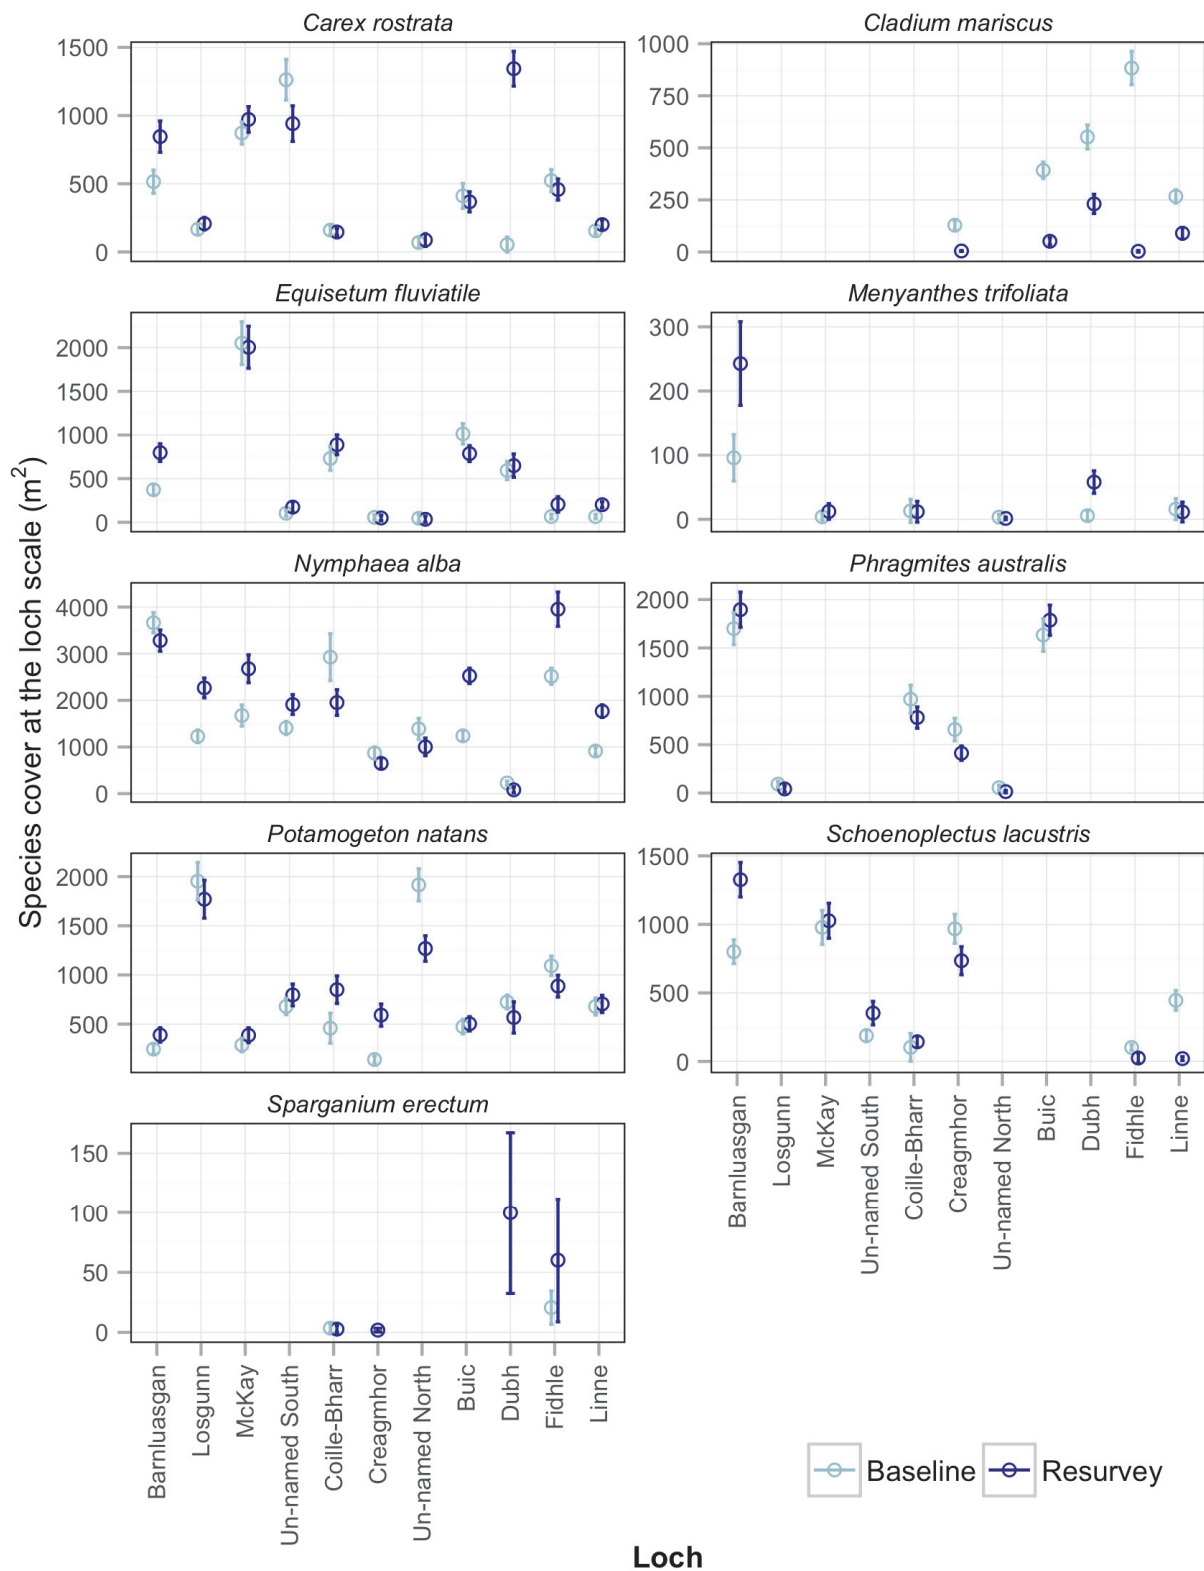 Carex rostrata
1500
1000
500
0
Cladium mariscus
1000
750
500
250
0
Equisetum fluviatile
2000
1500
1000
500
0
Menyanthes trifoliata
300
200
100
0
Species cover at the loch scale (m²)
Nymphaea alba
4000
3000
2000
1000
0
Phragmites australis
2000
1500
1000
500
0
Potamogeton natans
2000
1500
1000
500
Schoenoplectus lacustris
1500
1000
500
0
Barnluasgan
Losgunn
McKay
Un-named South
Coille-Bharr
Creagmhor
Un-named North
Buic
Dubh
Fidhle
Linne
Sparganium erectum
150
100
50
0
Barnluasgan
Losgunn
McKay
Un-named South
Coille-Bharr
Creagmhor
Un-named North
Buic
Dubh
Fidhle
Linne
Baseline Resurvey
Loch